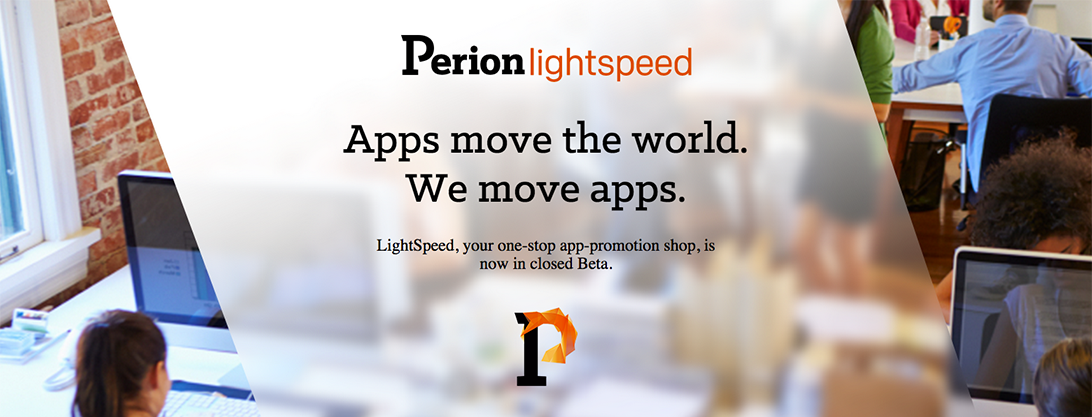 Perion lightspeed
Apps move the world.
We move apps.
LightSpeed, your one-stop app-promotion shop, is
now in closed Beta.
P